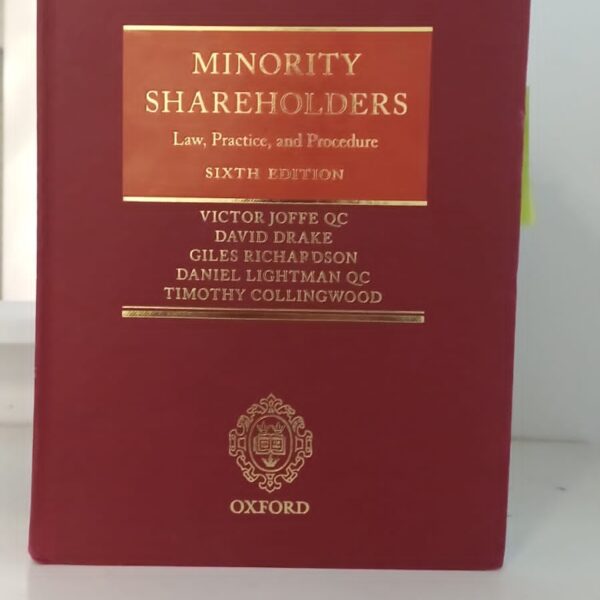 MINORITY
SHAREHOLDERS
Law, Practice, and Procedure
SIXTH EDITION
VICTOR JOFFE QC
DAVID DRAKE
GILES RICHARDSON
DANIEL LIGHTMAN QC
TIMOTHY COLLINGWOOD
OXFORD